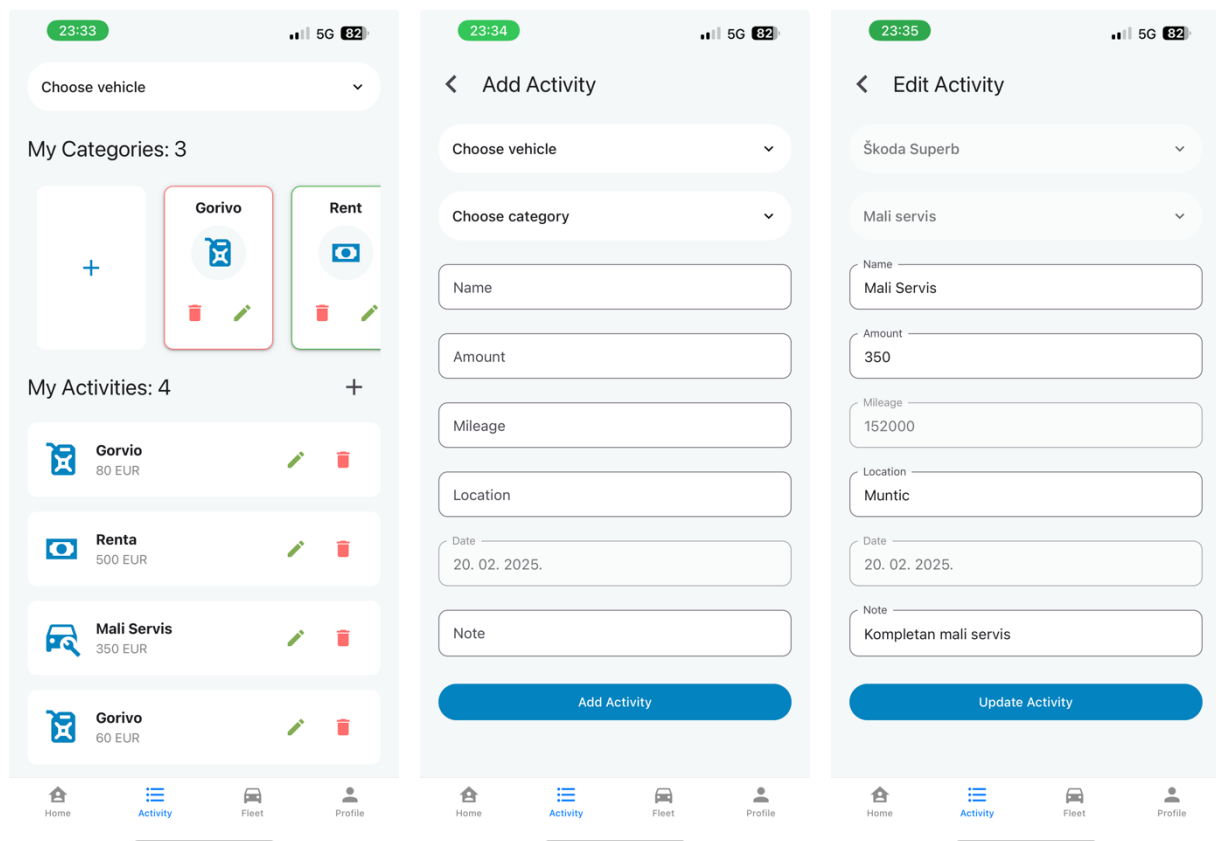 23:33
5G 82
Choose vehicle
My Categories: 3
+
Gorivo
Rent
My Activities: 4
+
Gorvio
80 EUR
Renta
500 EUR
Mali Servis
350 EUR
Gorivo
60 EUR
Home
Activity
Fleet
Profile
23:34
5G 82
Add Activity
Choose vehicle
Choose category
Name
Amount
Mileage
Location
Date
20. 02. 2025.
Note
Add Activity
Home
Activity
Fleet
Profile
23:35
5G 82
Edit Activity
Škoda Superb
Mali servis
Name
Mali Servis
Amount
350
Mileage
152000
Location
Muntic
Date
20. 02. 2025.
Note
Kompletan mali servis
Update Activity
Home
Activity
Fleet
Profile